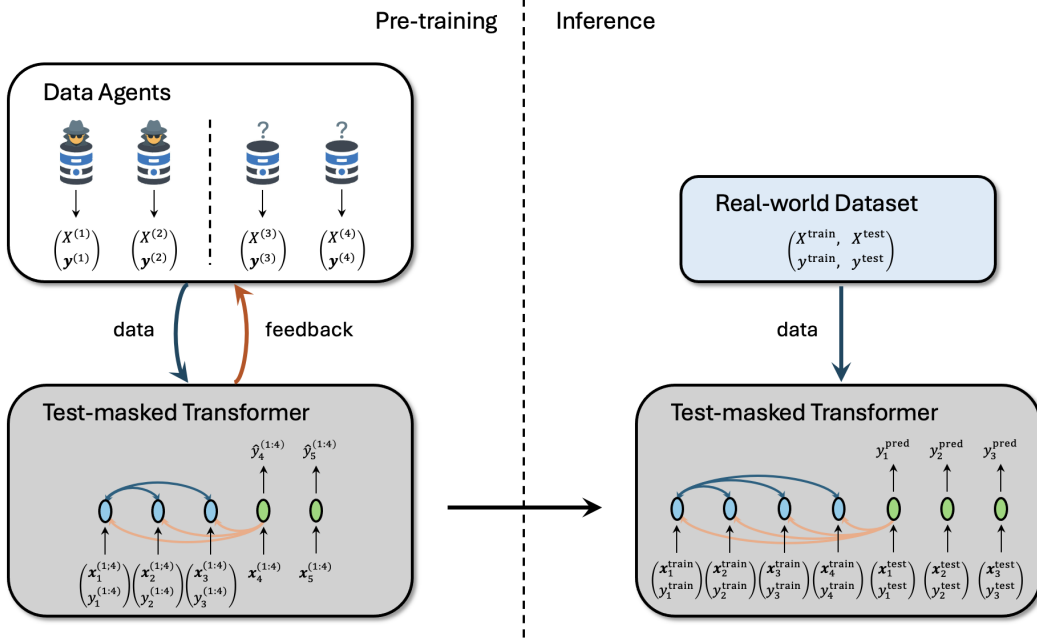 Pre-training
Inference
Data Agents
? ?
(X^(1) y^(1)) (X^(2) y^(2)) (X^(3) y^(3)) (X^(4) y^(4))
data
feedback
Test-masked Transformer
ŷ_4^(1:4) ŷ_5^(1:4)
(x_1^(1:4) y_1^(1:4)) (x_2^(1:4) y_2^(1:4)) (x_3^(1:4) y_3^(1:4)) x_4^(1:4) x_5^(1:4)
Real-world Dataset
(X^train, X^test
y^train, y^test)
data
Test-masked Transformer
y_1^pred y_2^pred y_3^pred
(x_1^train y_1^train) (x_2^train y_2^train) (x_3^train y_3^train) (x_4^train y_4^train) (x_1^test y_1^test) (x_2^test y_2^test) (x_3^test y_3^test)